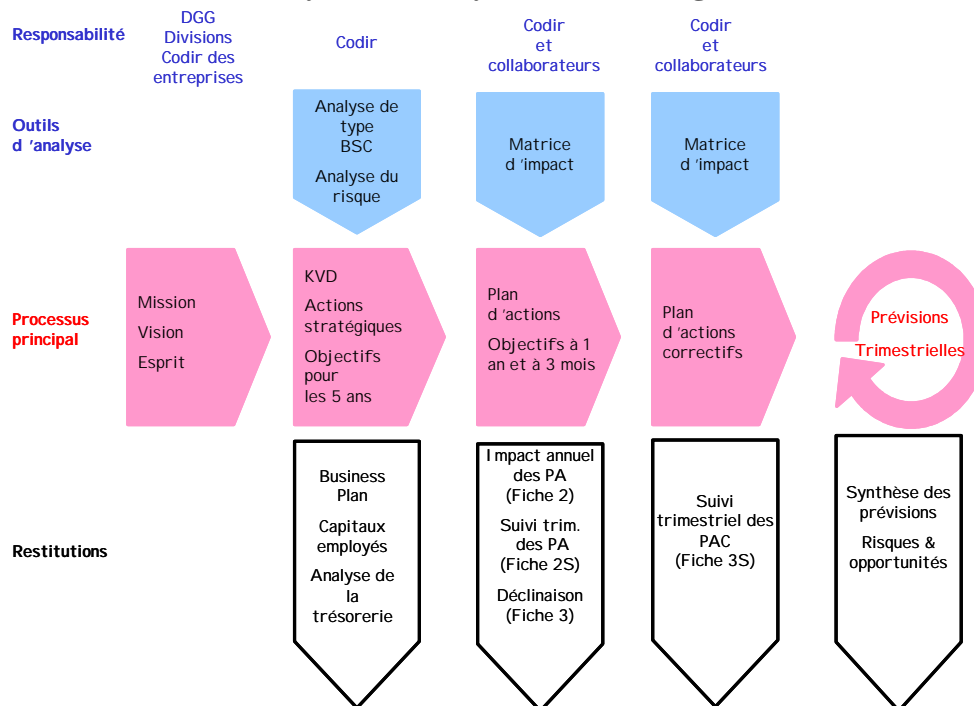 Responsabilité
DGG
Divisions
Codir des
entreprises
Codir
Codir
et
collaborateurs
Codir
et
collaborateurs
Outils
d 'analyse
Analyse de
type
BSC
Analyse du
risque
Matrice
d 'impact
Matrice
d 'impact
Processus
principal
Mission
Vision
Esprit
KVD
Actions
stratégiques
Objectifs
pour
les 5 ans
Plan
d 'actions
Objectifs à 1
an et à 3 mois
Plan
d 'actions
correctifs
Prévisions
Trimestrielles
Restitutions
Business
Plan
Capitaux
employés
Analyse de
la
trésorerie
Impact annuel
des PA
(Fiche 2)
Suivi trim.
des PA
(Fiche 2S)
Déclinaison
(Fiche 3)
Suivi
trimestriel des
PAC
(Fiche 3S)
Synthèse des
prévisions
Risques &
opportunités